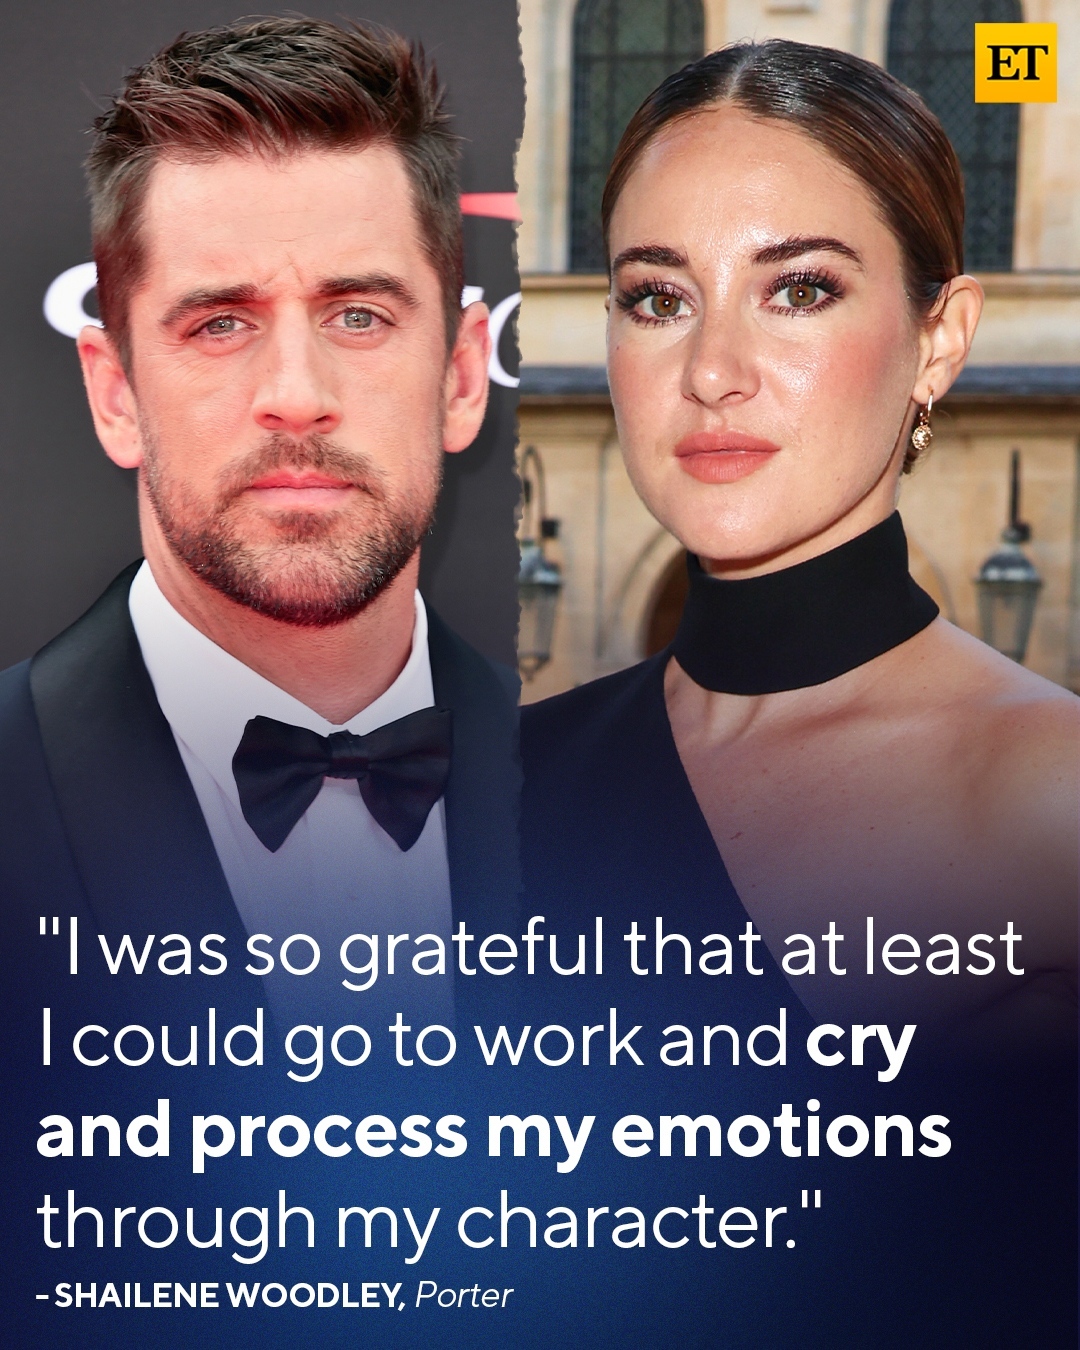 ET
"I was so grateful that at least
I could go to work and cry
and process my emotions
through my character."
- SHAILENE WOODLEY, Porter